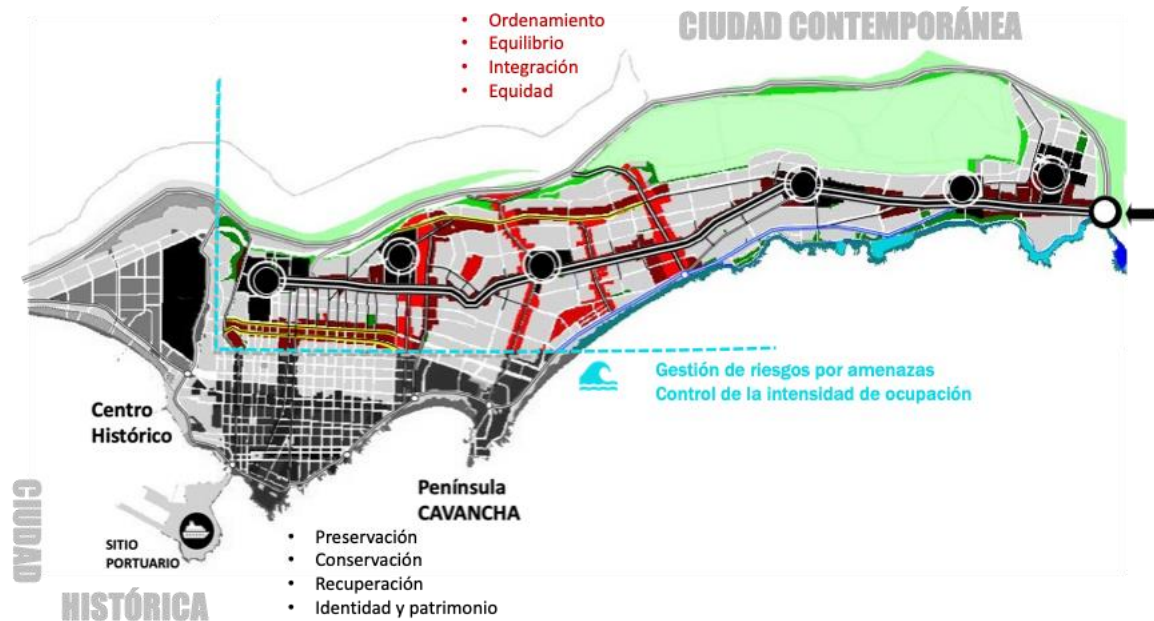 • Ordenamiento
• Equilibrio
• Integración
• Equidad
CIUDAD CONTEMPORÁNEA
Gestión de riesgos por amenazas
Control de la intensidad de ocupación
Centro
Histórico
Península
CAVANCHA
SITIO
PORTUARIO
CIUDAD
HISTÓRICA
• Preservación
• Conservación
• Recuperación
• Identidad y patrimonio